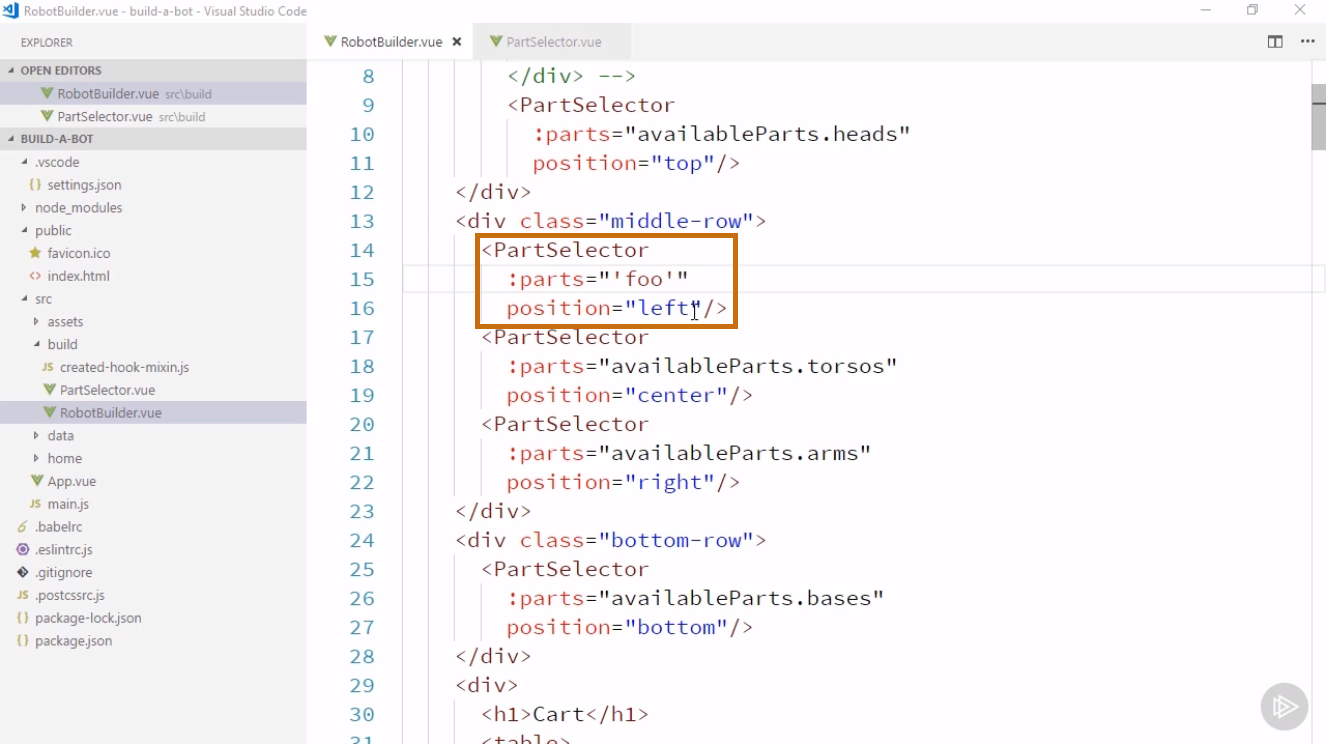 RobotBuilder.vue - build-a-bot - Visual Studio Code
EXPLORER
OPEN EDITORS
RobotBuilder.vue src\build
PartSelector.vue src\build
BUILD-A-BOT
.vscode
{} settings.json
node_modules
public
favicon.ico
<> index.html
src
assets
build
JS created-hook-mixin.js
PartSelector.vue
RobotBuilder.vue
data
home
App.vue
JS main.js
.babelrc
.eslintrc.js
.gitignore
JS .postcssrc.js
{} package-lock.json
{} package.json
RobotBuilder.vue PartSelector.vue
8 </div> -->
9 <PartSelector
10 :parts="availableParts.heads"
11 position="top"/>
12 </div>
13 <div class="middle-row">
14 <PartSelector
15 :parts="'foo'"
16 position="left"/>
17 <PartSelector
18 :parts="availableParts.torsos"
19 position="center"/>
20 <PartSelector
21 :parts="availableParts.arms"
22 position="right"/>
23 </div>
24 <div class="bottom-row">
25 <PartSelector
26 :parts="availableParts.bases"
27 position="bottom"/>
28 </div>
29 <div>
30 <h1>Cart</h1>
31 <table>